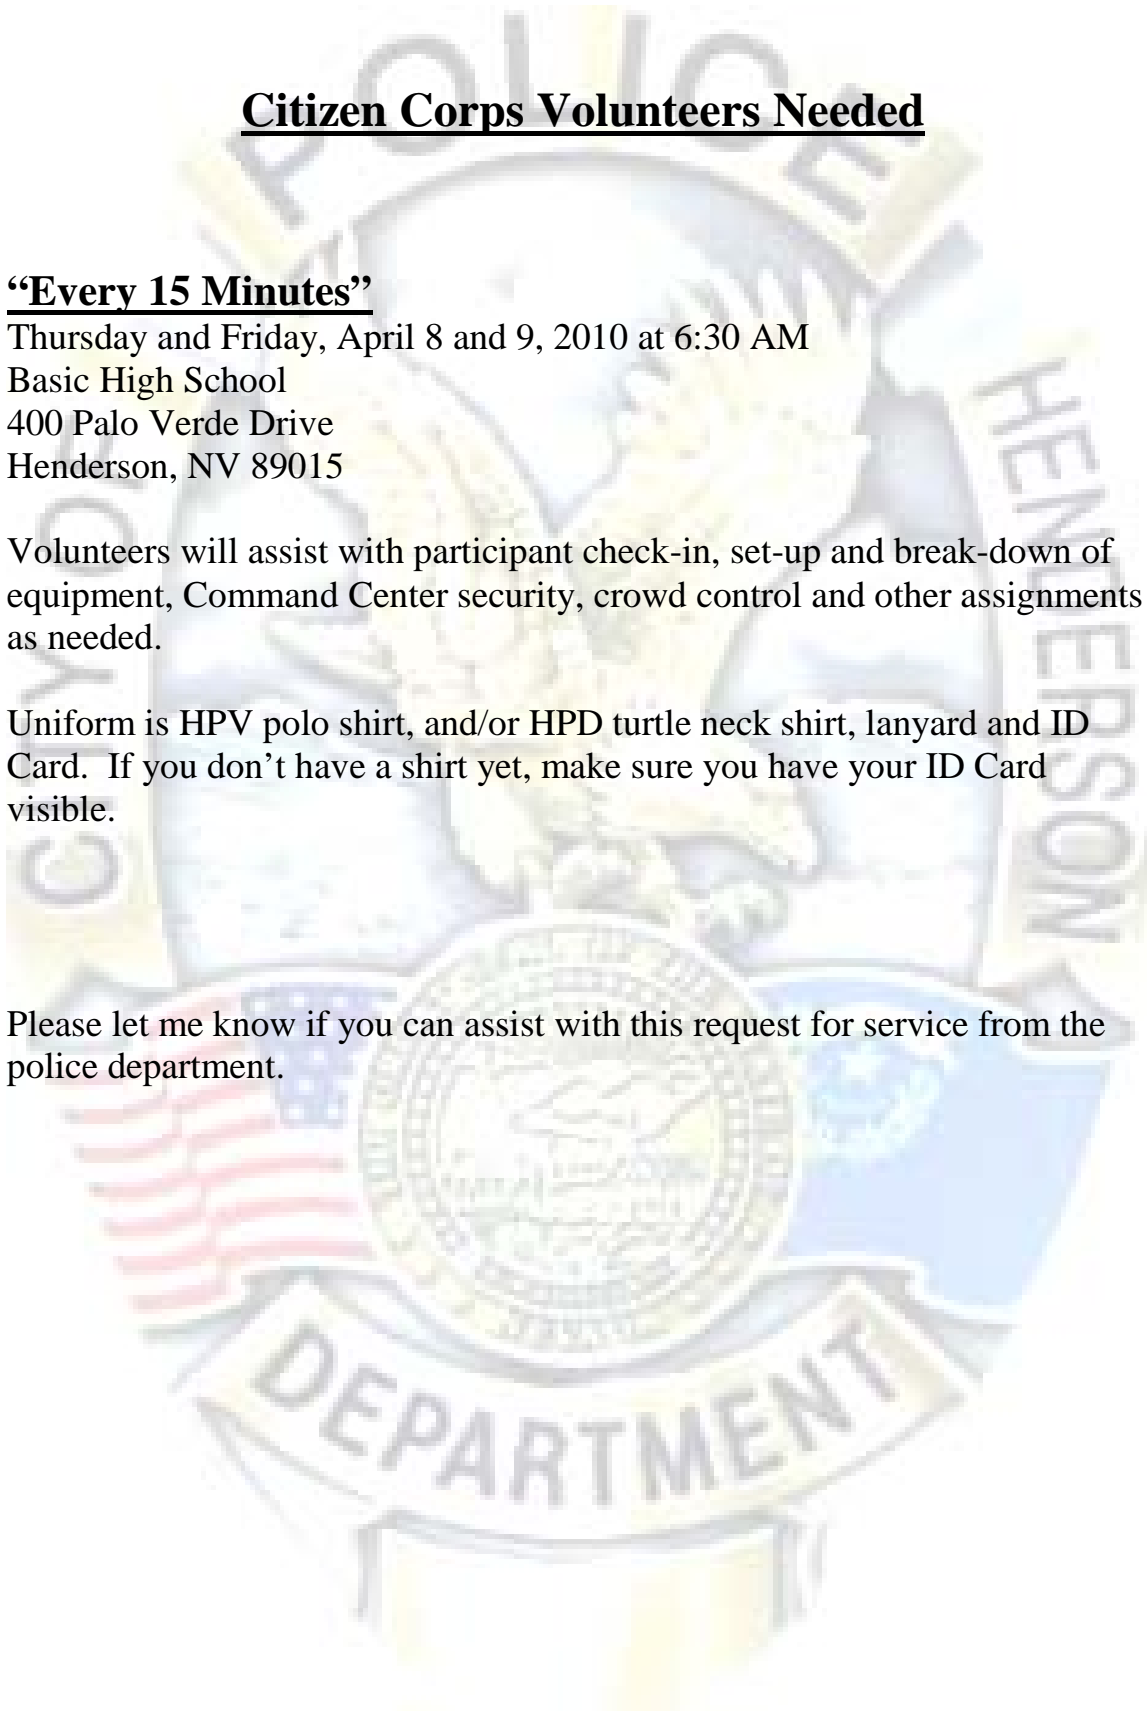 POLICE
Citizen Corps Volunteers Needed
“Every 15 Minutes”
Thursday and Friday, April 8 and 9, 2010 at 6:30 AM
Basic High School
400 Palo Verde Drive
Henderson, NV 89015
Volunteers will assist with participant check-in, set-up and break-down of
equipment, Command Center security, crowd control and other assignments
as needed.
Uniform is HPV polo shirt, and/or HPD turtle neck shirt, lanyard and ID
Card.  If you don’t have a shirt yet, make sure you have your ID Card
visible.
Please let me know if you can assist with this request for service from the
police department.
CITY OF
HENDERSON
DEPARTMENT